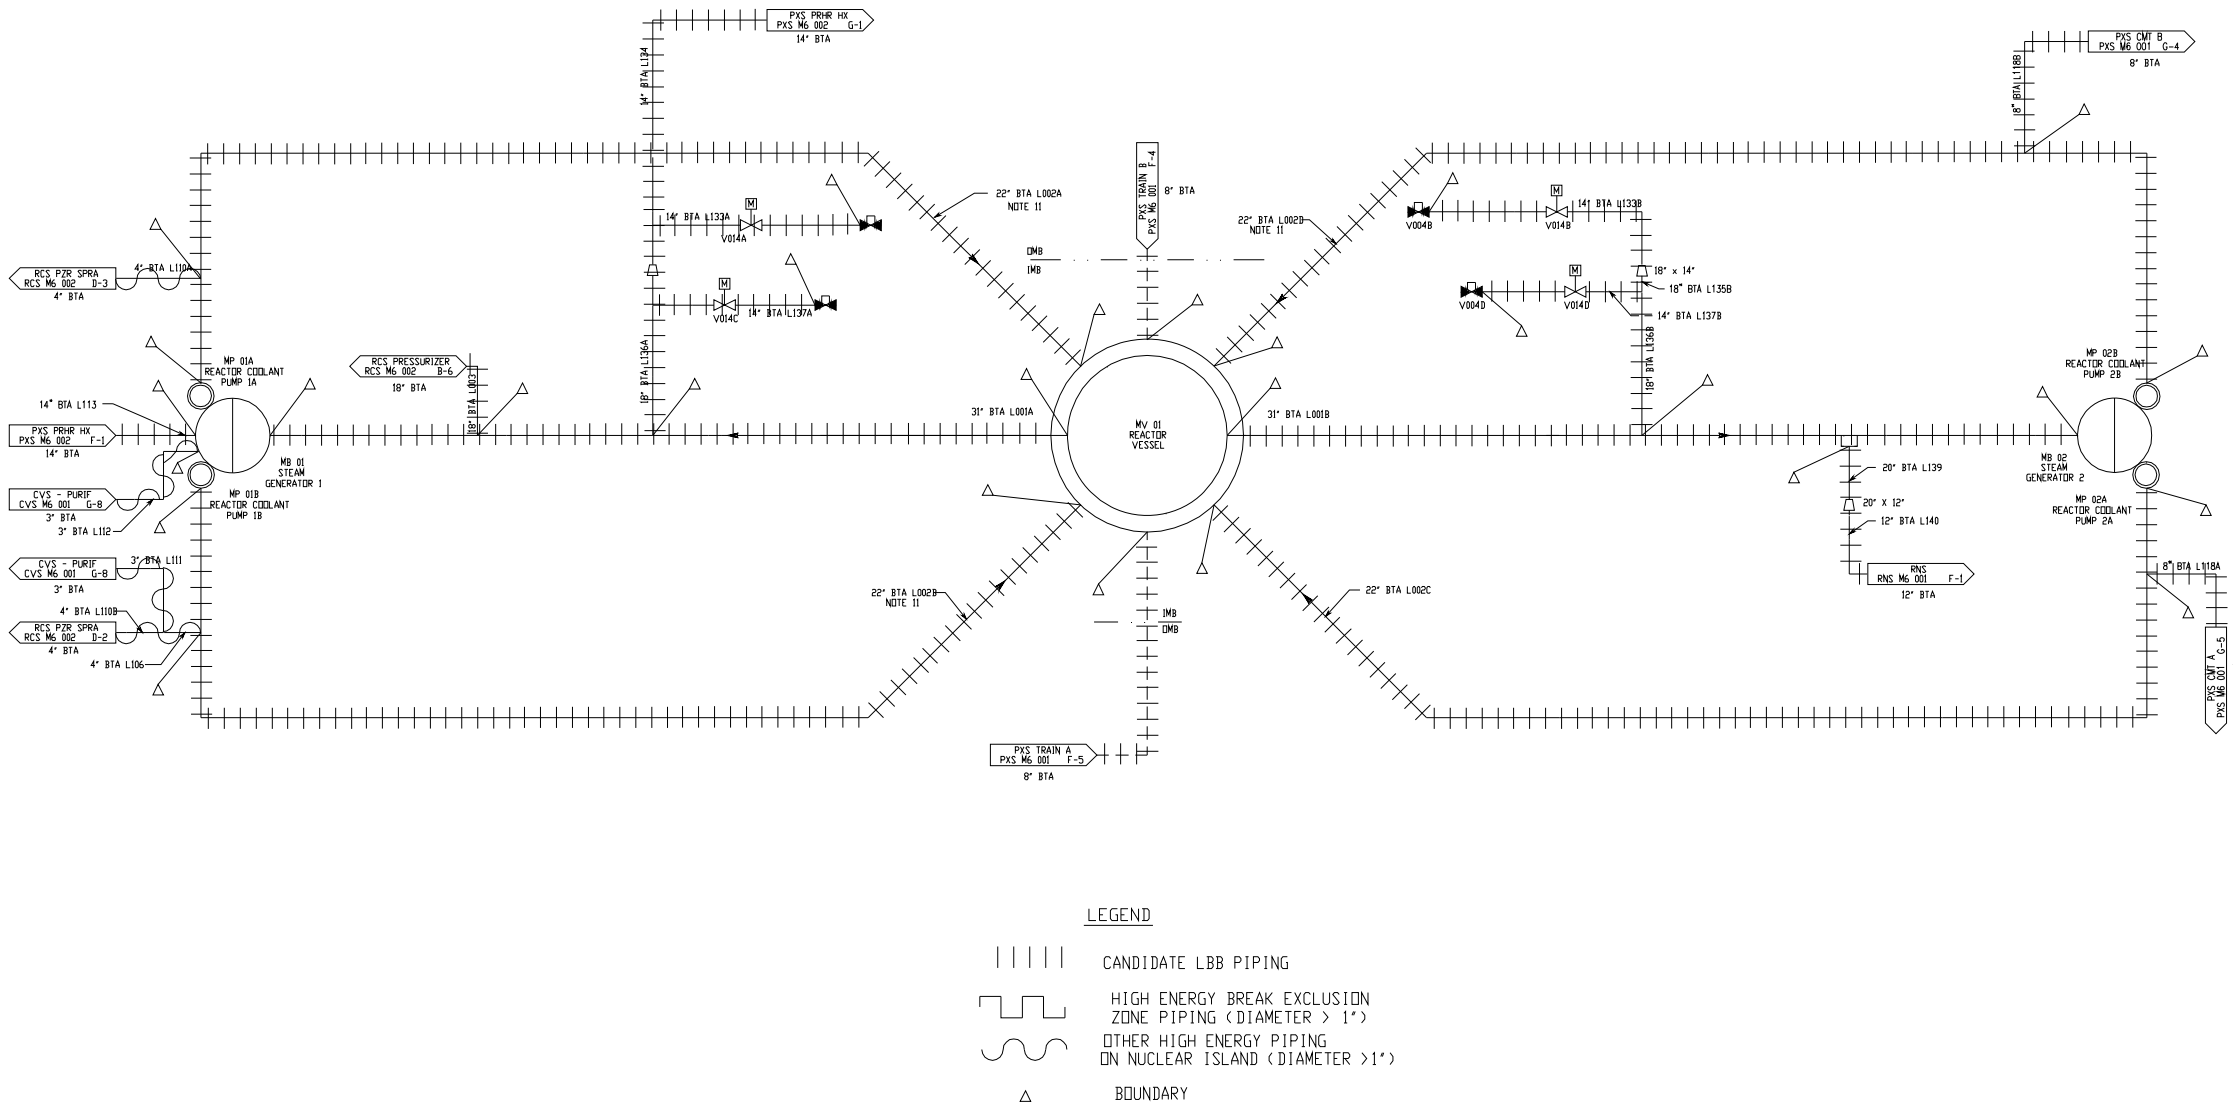 PXS PRHR HX
PXS M6 002 G-1
14" BTA
14" BTA L134
PXS CMT B
PXS M6 001 G-4
8" BTA
8" BTA L118B
PXS TRAIN B
PXS M6 001 F-4
8" BTA
22" BTA L002A
NOTE 11
22" BTA L002D
NOTE 11
14" BTA L133A
M
V014A
M
V014C
14" BTA L137A
M
14" BTA L133B
V004B
V014B
M
V004D
V014D
18" x 14"
18" BTA L135B
14" BTA L137B
18" BTA L136B
OMB
IMB
4" BTA L110A
RCS PZR SPRA
RCS M6 002 D-3
4" BTA
MP 01A
REACTOR COOLANT
PUMP 1A
RCS PRESSURIZER
RCS M6 002 B-6
18" BTA
18" BTA L003
18" BTA L136A
14" BTA L113
PXS PRHR HX
PXS M6 002 F-1
14" BTA
MB 01
STEAM
GENERATOR 1
31" BTA L001A
MV 01
REACTOR
VESSEL
31" BTA L001B
MP 02B
REACTOR COOLANT
PUMP 2B
MB 02
STEAM
GENERATOR 2
MP 02A
REACTOR COOLANT
PUMP 2A
CVS - PURIF
CVS M6 001 G-8
3" BTA
3" BTA L112
MP 01B
REACTOR COOLANT
PUMP 1B
20" BTA L139
20" X 12"
12" BTA L140
RNS
RNS M6 001 F-1
12" BTA
3" BTA L111
CVS - PURIF
CVS M6 001 G-8
3" BTA
4" BTA L110B
RCS PZR SPRA
RCS M6 002 D-2
4" BTA
4" BTA L106
22" BTA L002B
NOTE 11
22" BTA L002C
IMB
OMB
8" BTA L118A
PXS CMT A
PXS M6 001 G-5
PXS TRAIN A
PXS M6 001 F-5
8" BTA
LEGEND
CANDIDATE LBB PIPING
HIGH ENERGY BREAK EXCLUSION
ZONE PIPING (DIAMETER > 1")
OTHER HIGH ENERGY PIPING
ON NUCLEAR ISLAND (DIAMETER >1")
BOUNDARY